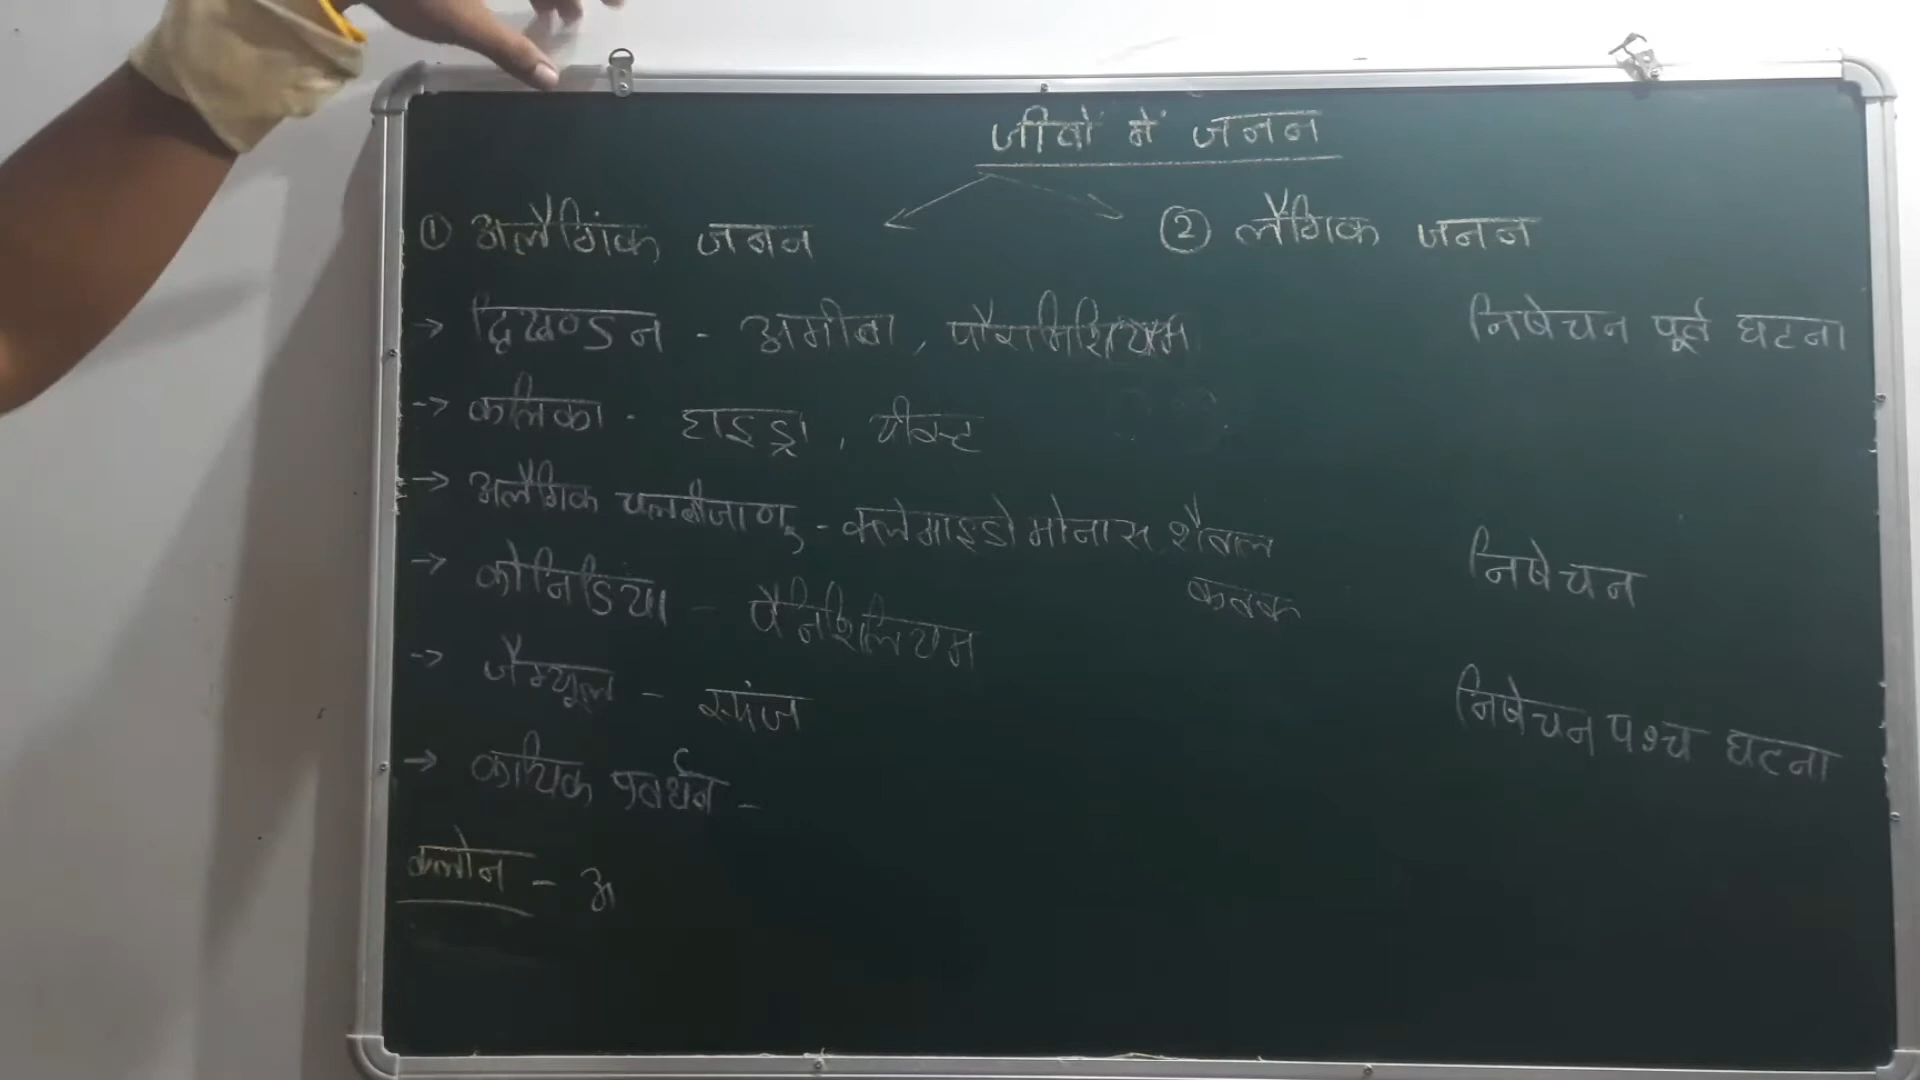 जीवों में जनन
① अलैगिंक जनन
② लैंगिक जनन
→ द्विखण्डन - अमीबा, पैरामिशियम
→ कलिका - हाइड्रा, यीस्ट
→ अलैंगिक चलबीजाणु - क्लेमाइडोमोनास शैवाल
कवक
→ कोनिडिया - पैनिशिलियम
→ जैम्यूल - स्पंज
→ कायिक प्रवर्धन -
क्लोन - अ
निषेचन पूर्व घटना
निषेचन
निषेचन पश्च घटना